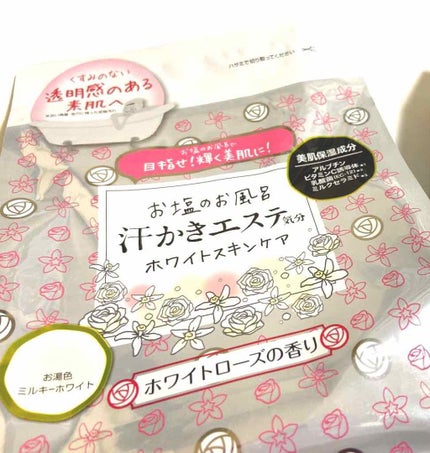 ハサミで切り取ってください
くすみのない
透明感のある
素肌へ
お塩のお風呂で
目指せ!輝く美肌に!
美肌保湿成分
アルブチン
ビタミンC誘導体
乳酸菌(EC-12)
ミルクセラミド
お塩のお風呂
汗かきエステ気分
ホワイトスキンケア
ホワイトローズの香り
お湯色
ミルキーホワイト